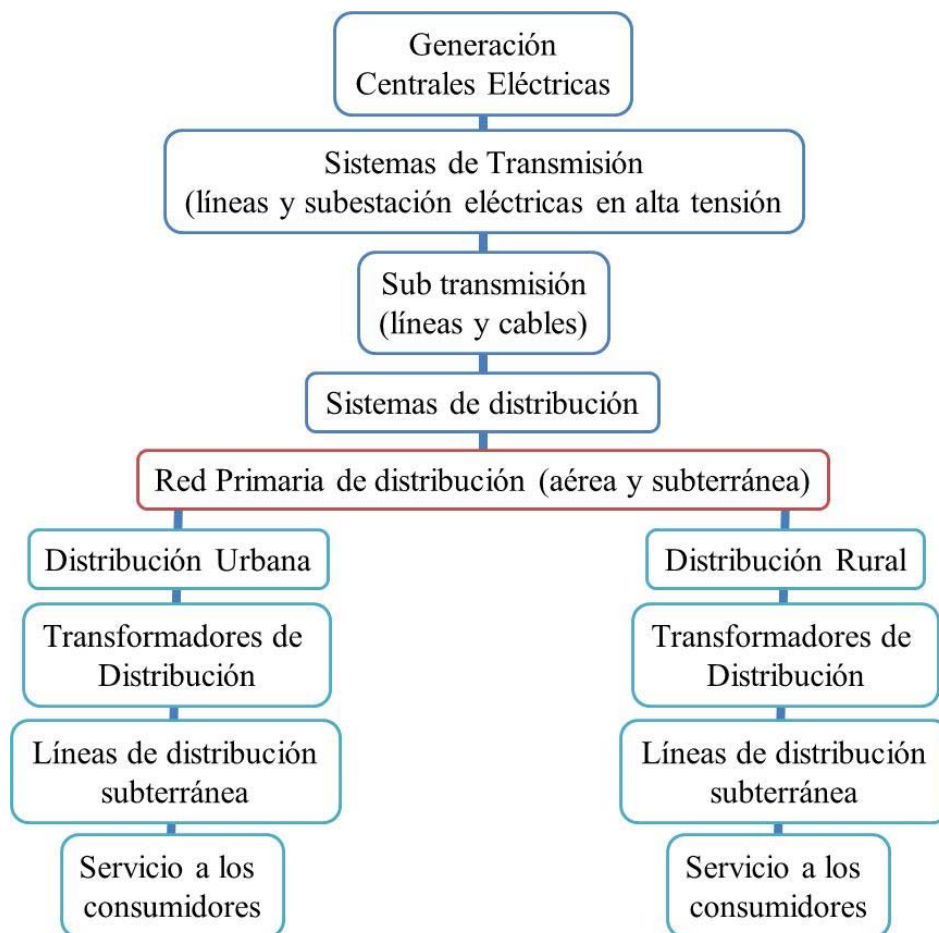 Generación
Centrales Eléctricas
Sistemas de Transmisión
(líneas y subestación eléctricas en alta tensión
Sub transmisión
(líneas y cables)
Sistemas de distribución
Red Primaria de distribución (aérea y subterránea)
Distribución Urbana
Transformadores de
Distribución
Líneas de distribución
subterránea
Servicio a los
consumidores
Distribución Rural
Transformadores de
Distribución
Líneas de distribución
subterránea
Servicio a los
consumidores